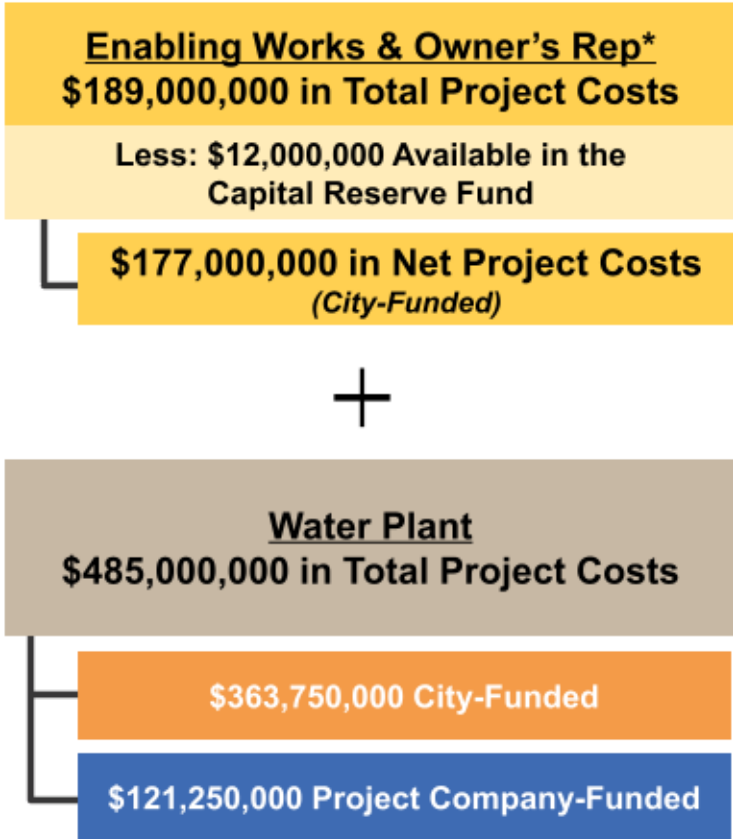 Enabling Works & Owner's Rep*
$189,000,000 in Total Project Costs
Less: $12,000,000 Available in the
Capital Reserve Fund
$177,000,000 in Net Project Costs
(City-Funded)
+
Water Plant
$485,000,000 in Total Project Costs
$363,750,000 City-Funded
$121,250,000 Project Company-Funded